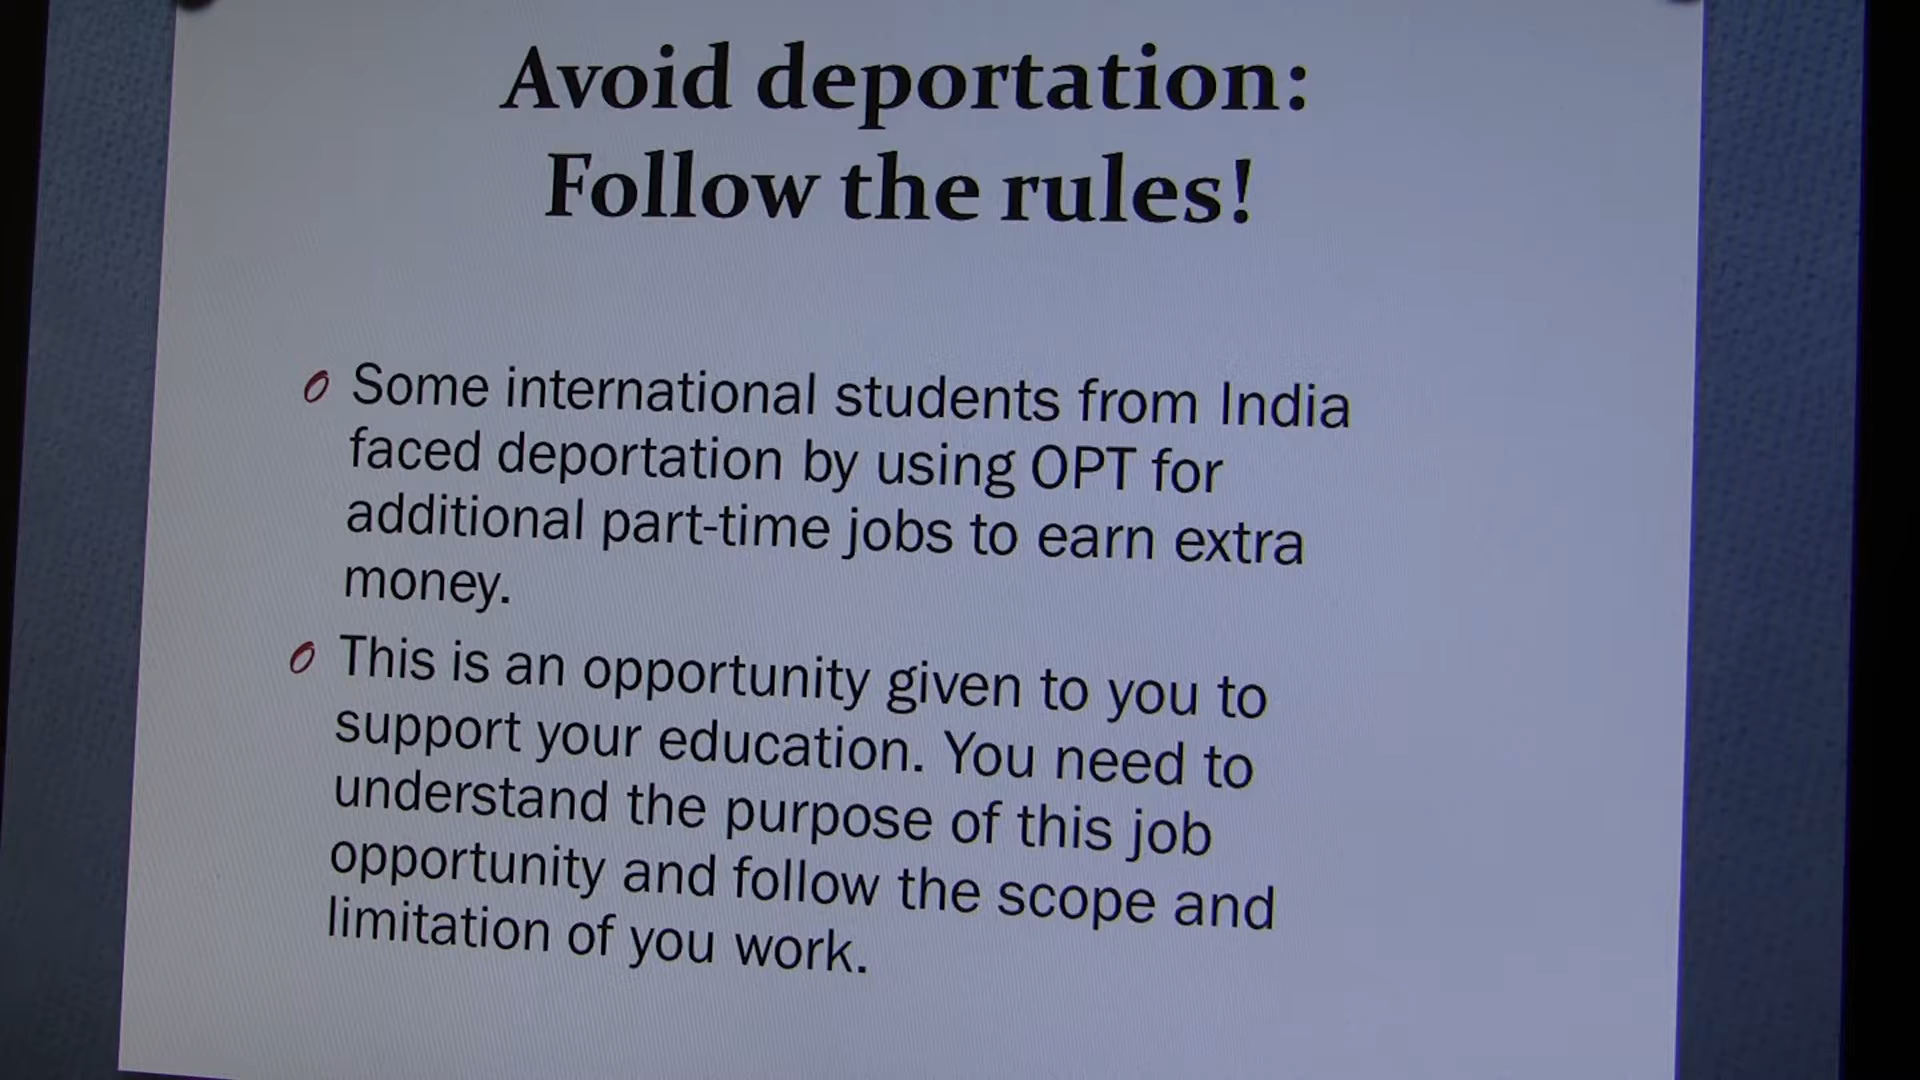 Avoid deportation:
Follow the rules!
Some international students from India
faced deportation by using OPT for
additional part-time jobs to earn extra
money.
This is an opportunity given to you to
support your education. You need to
understand the purpose of this job
opportunity and follow the scope and
limitation of you work.